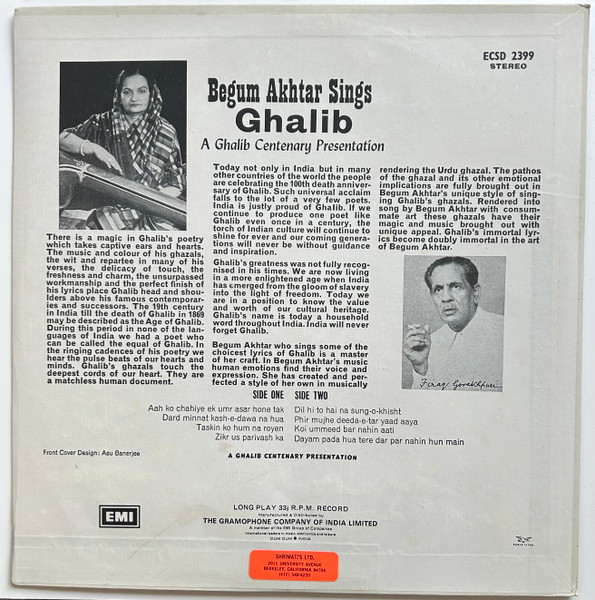 ECSD 2399
STEREO
Begum Akhtar Sings
Ghalib
A Ghalib Centenary Presentation
There is a magic in Ghalib's poetry
which takes captive ears and hearts.
The music and colour of his ghazals,
the wit and repartee in many of his
verses, the delicacy of touch, the
freshness and charm, the unsurpassed
workmanship and the perfect finish of
his lyrics place Ghalib head and shou-
lders above his famous contemporar-
ies and successors. The 19th century
in India till the death of Ghalib in 1869
may be described as the Age of Ghalib.
During this period in none of the lan-
guages of India we had a poet who
can be called the equal of Ghalib. In
the ringing cadences of his poetry we
hear the pulse beats of our hearts and
minds. Ghalib's ghazals touch the
deepest cords of our heart. They are
a matchless human document.
Today not only in India but in many
other countries of the world the people
are celebrating the 100th death anniver-
sary of Ghalib. Such universal acclaim
falls to the lot of a very few poets.
India is justly proud of Ghalib. If we
continue to produce one poet like
Ghalib even once in a century, the
torch of Indian culture will continue to
shine for ever and our coming genera-
tions will never be without guidance
and inspiration.
Ghalib's greatness was not fully recog-
nised in his times. We are now living
in a more enlightened age when India
has emerged from the gloom of slavery
into the light of freedom. Today we
are in a position to know the value
and worth of our cultural heritage.
Ghalib's name is today a household
word throughout India. India will never
forget Ghalib.
Begum Akhtar who sings some of the
choicest lyrics of Ghalib is a master
of her craft. In Begum Akhtar's music
human emotions find their voice and
expression. She has created and per-
fected a style of her own in musically
rendering the Urdu ghazal. The pathos
of the ghazal and its other emotional
implications are fully brought out in
Begum Akhtar's unique style of sing-
ing Ghalib's ghazals. Rendered into
song by Begum Akhtar with consum-
mate art these ghazals have their
magic and music brought out with
unique appeal. Ghalib's immortal lyr-
ics become doubly immortal in the art
of Begum Akhtar.
Firaq Gorakhpuri
SIDE ONE
Aah ko chahiye ek umr asar hone tak
Dard minnat kash-e-dawa na hua
Taskin ko hum na royen
Zikr us parivash ka
SIDE TWO
Dil hi to hai na sung-o-khisht
Phir mujhe deeda-e-tar yaad aaya
Koi ummeed bar nahin aati
Dayam pada hua tere dar par nahin hun main
Front Cover Design: Asu Banerjee
A GHALIB CENTENARY PRESENTATION
EMI
LONG PLAY 33⅓ R.P.M. RECORD
Manufactured & Distributed by
THE GRAMOPHONE COMPANY OF INDIA LIMITED
A member of the EMI Group of Companies
International leaders in music electronics and leisure
DUM DUM ● INDIA
SHRIMATI'S LTD.
2011 UNIVERSITY AVENUE
BERKELEY, CALIFORNIA 94704